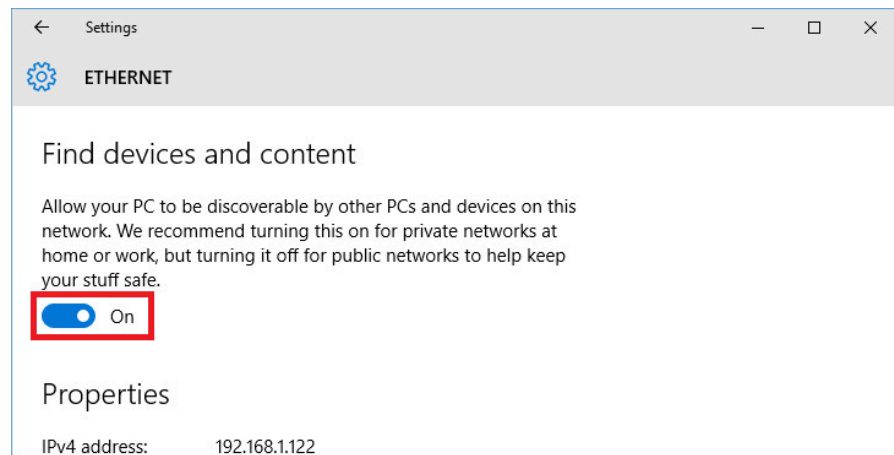 Settings
ETHERNET
Find devices and content
Allow your PC to be discoverable by other PCs and devices on this
network. We recommend turning this on for private networks at
home or work, but turning it off for public networks to help keep
your stuff safe.
On
Properties
IPv4 address: 192.168.1.122